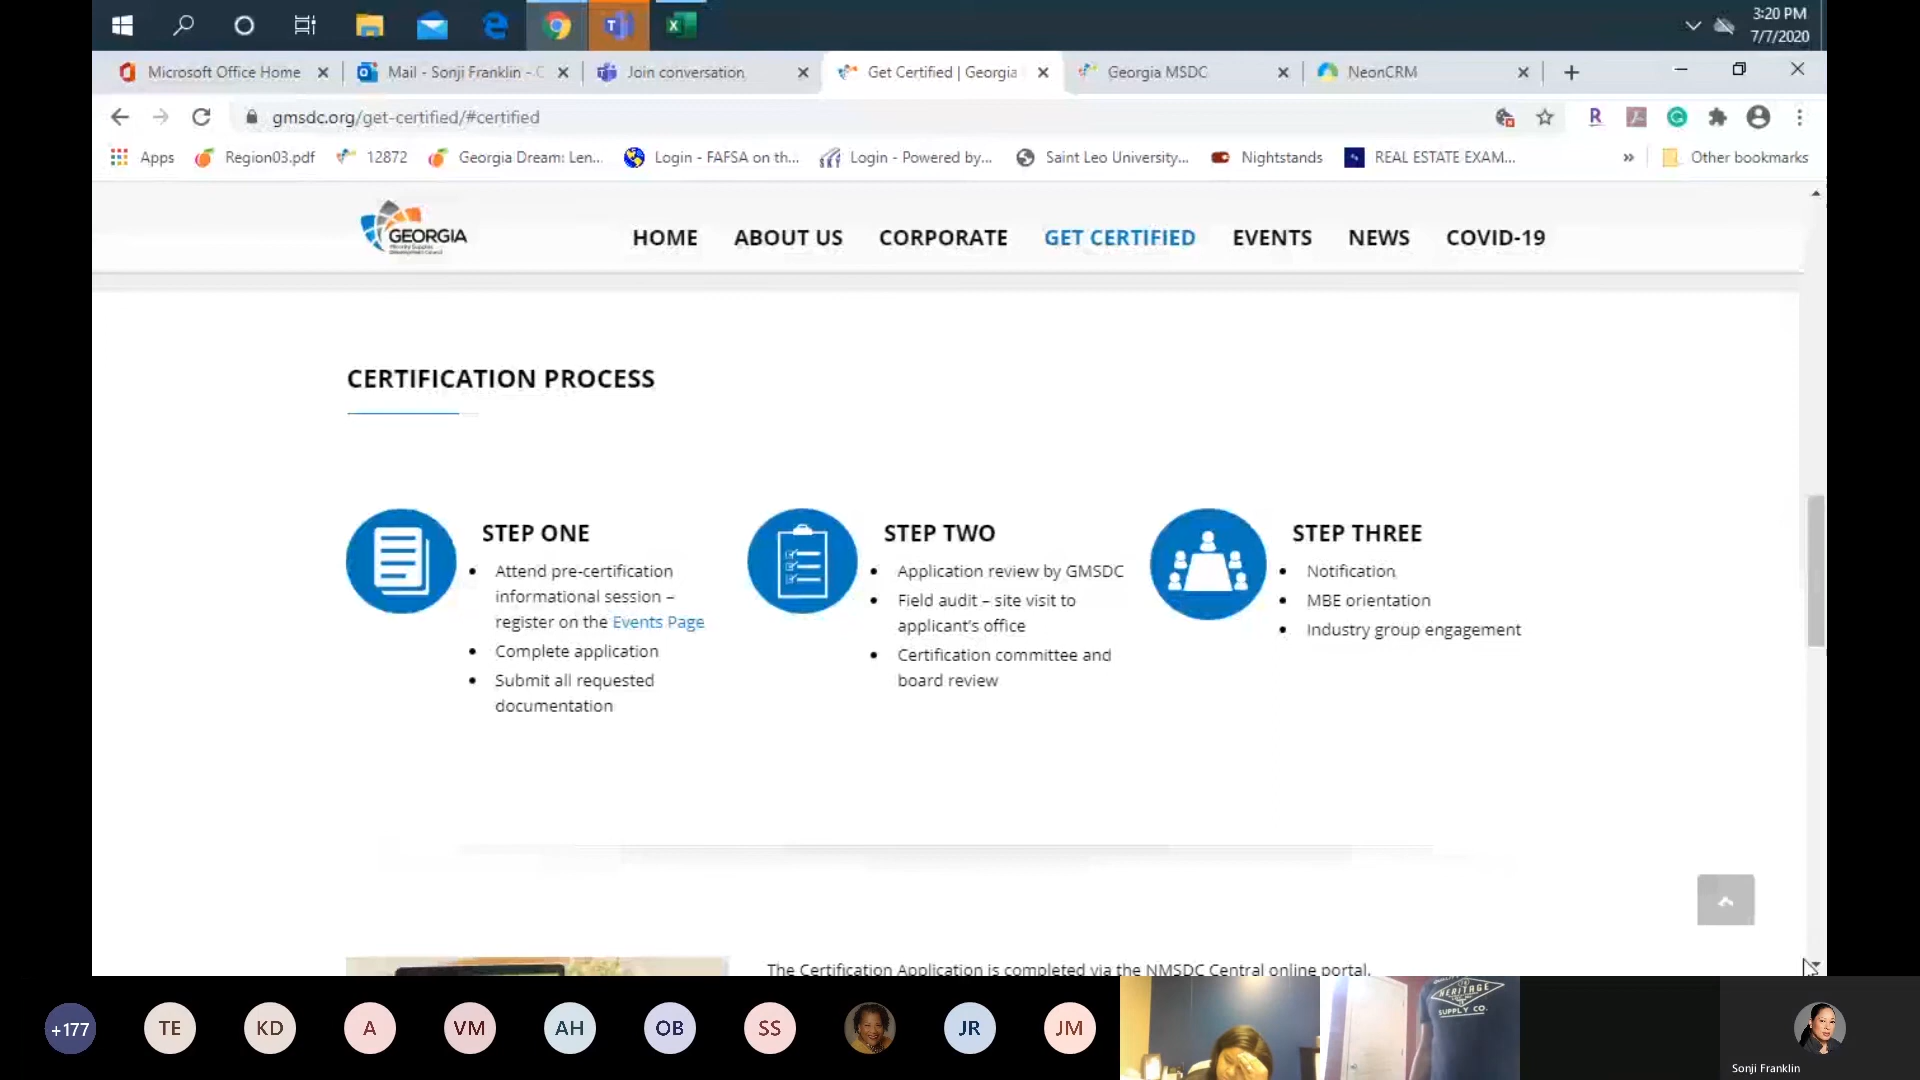 3:20 PM
7/7/2020
Microsoft Office Home
Mail - Sonji Franklin - C
Join conversation
Get Certified | Georgia
Georgia MSDC
NeonCRM
gmsdc.org/get-certified/#certified
Apps
Region03.pdf
12872
Georgia Dream: Len...
Login - FAFSA on th...
Login - Powered by...
Saint Leo University...
Nightstands
REAL ESTATE EXAM...
»
Other bookmarks
GEORGIA
HOME
ABOUT US
CORPORATE
GET CERTIFIED
EVENTS
NEWS
COVID-19
CERTIFICATION PROCESS
STEP ONE
• Attend pre-certification
informational session –
register on the Events Page
• Complete application
• Submit all requested
documentation
STEP TWO
• Application review by GMSDC
• Field audit – site visit to
applicant's office
• Certification committee and
board review
STEP THREE
• Notification
• MBE orientation
• Industry group engagement
The Certification Application is completed via the NMSDC Central online portal.
+177
TE
KD
A
VM
AH
OB
SS
JR
JM
HERITAGE
SUPPLY CO.
Sonji Franklin